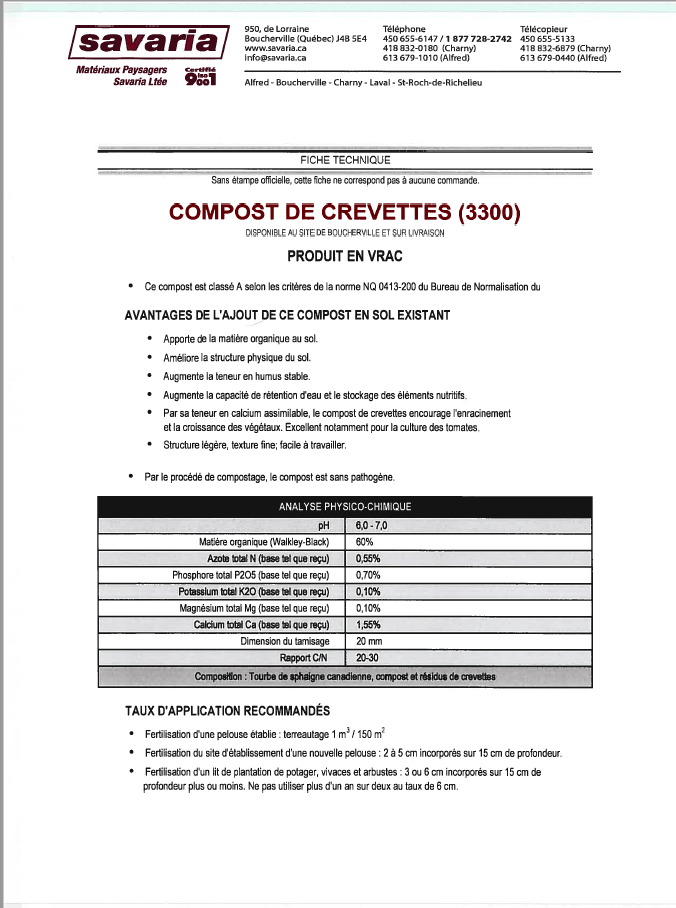 savaria
Matériaux Paysagers
Savaria Ltée
Certifié
iso
9001
950, de Lorraine
Boucherville (Québec) J4B 5E4
www.savaria.ca
info@savaria.ca
Téléphone
450 655-6147 / 1 877 728-2742
418 832-0180 (Charny)
613 679-1010 (Alfred)
Télécopieur
450 655-5133
418 832-6879 (Charny)
613 679-0440 (Alfred)
Alfred - Boucherville - Charny - Laval - St-Roch-de-Richelieu
FICHE TECHNIQUE
Sans étampe officielle, cette fiche ne correspond pas à aucune commande.
COMPOST DE CREVETTES (3300)
DISPONIBLE AU SITE DE BOUCHERVILLE ET SUR LIVRAISON
PRODUIT EN VRAC
• Ce compost est classé A selon les critères de la norme NQ 0413-200 du Bureau de Normalisation du
AVANTAGES DE L'AJOUT DE CE COMPOST EN SOL EXISTANT
• Apporte de la matière organique au sol.
• Améliore la structure physique du sol.
• Augmente la teneur en humus stable.
• Augmente la capacité de rétention d'eau et le stockage des éléments nutritifs.
• Par sa teneur en calcium assimilable, le compost de crevettes encourage l'enracinement
et la croissance des végétaux. Excellent notamment pour la culture des tomates.
• Structure légère, texture fine; facile à travailler.
• Par le procédé de compostage, le compost est sans pathogène.
ANALYSE PHYSICO-CHIMIQUE
pH 6,0 - 7,0
Matière organique (Walkley-Black) 60%
Azote total N (base tel que reçu) 0,55%
Phosphore total P2O5 (base tel que reçu) 0,70%
Potassium total K2O (base tel que reçu) 0,10%
Magnésium total Mg (base tel que reçu) 0,10%
Calcium total Ca (base tel que reçu) 1,55%
Dimension du tamisage 20 mm
Rapport C/N 20-30
Composition : Tourbe de sphaigne canadienne, compost et résidus de crevettes
TAUX D'APPLICATION RECOMMANDÉS
• Fertilisation d'une pelouse établie : terreautage 1 m³ / 150 m²
• Fertilisation du site d'établissement d'une nouvelle pelouse : 2 à 5 cm incorporés sur 15 cm de profondeur.
• Fertilisation d'un lit de plantation de potager, vivaces et arbustes : 3 ou 6 cm incorporés sur 15 cm de
profondeur plus ou moins. Ne pas utiliser plus d'un an sur deux au taux de 6 cm.